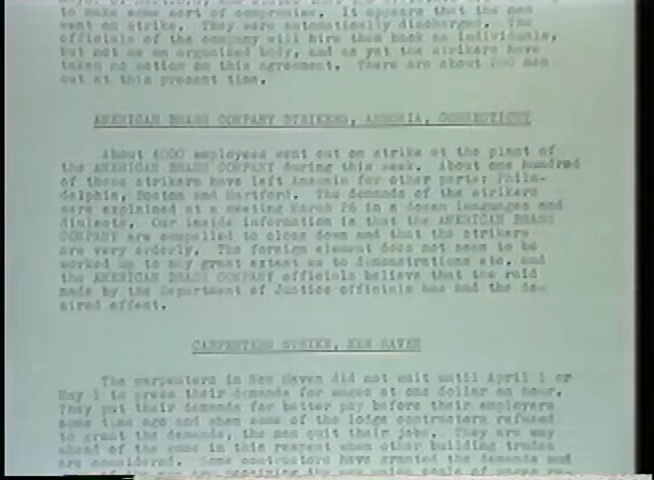 to make some sort of compromise. It appears that the men
went on strike. They were automatically discharged. The
officials of the company will hire them back as individuals,
but not as an organized body, and as yet the strikers have
taken no action on this agreement. There are about men
out at this present time.
AMERICAN BRASS COMPANY STRIKERS, ANSONIA, CONNECTICUT
About 4000 employees went out on strike at the plant of
the AMERICAN BRASS COMPANY during this week. About one hundred
of these strikers have left Ansonia for other parts: Phila-
delphia, Boston and Hartford. The demands of the strikers
were explained at a meeting March 26 in a dozen languages and
dialects. Our inside information is that the AMERICAN BRASS
COMPANY are compelled to close down and that the strikers
are very orderly. The foreign element does not seem to be
worked up to any great extent as to demonstrations etc. and
the AMERICAN BRASS COMPANY officials believe that the raid
made by the Department of Justice officials has had the de-
sired effect.
CARPENTERS STRIKE, NEW HAVEN
The carpenters in New Haven did not wait until April 1 or
May 1 to press their demands for wages at one dollar an hour.
They put their demands for better pay before their employers
some time ago and when some of the lodge contractors refused
to grant the demands, the men quit their jobs. They are way
ahead of the game in this respect when other building trades
are considered. Some contractors have granted the demands and